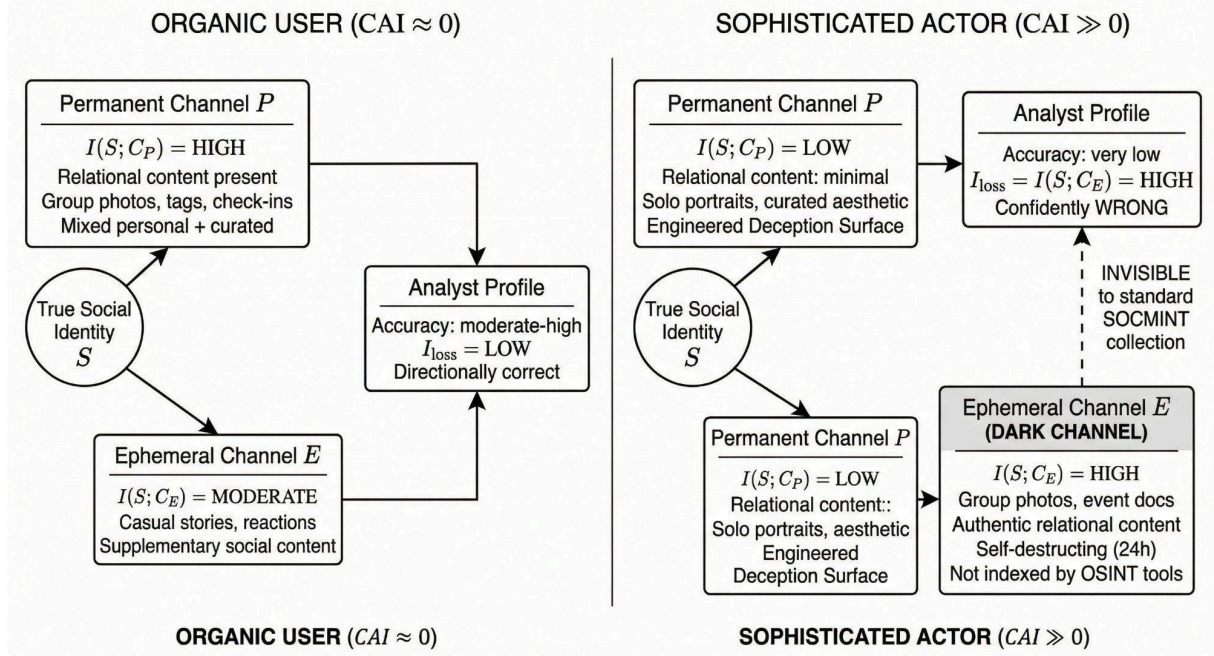 ORGANIC USER (CAI ≈ 0)
Permanent Channel P
I(S; C_P) = HIGH
Relational content present
Group photos, tags, check-ins
Mixed personal + curated
True Social
Identity
S
Analyst Profile
Accuracy: moderate-high
I_loss = LOW
Directionally correct
Ephemeral Channel E
I(S; C_E) = MODERATE
Casual stories, reactions
Supplementary social content
ORGANIC USER (CAI ≈ 0)
SOPHISTICATED ACTOR (CAI ≫ 0)
Permanent Channel P
I(S; C_P) = LOW
Relational content: minimal
Solo portraits, curated aesthetic
Engineered Deception Surface
Analyst Profile
Accuracy: very low
I_loss = I(S; C_E) = HIGH
Confidently WRONG
True Social
Identity
S
INVISIBLE
to standard
SOCMINT
collection
Permanent Channel P
I(S; C_P) = LOW
Relational content::
Solo portraits, aesthetic
Engineered
Deception Surface
Ephemeral Channel E
(DARK CHANNEL)
I(S; C_E) = HIGH
Group photos, event docs
Authentic relational content
Self-destructing (24h)
Not indexed by OSINT tools
SOPHISTICATED ACTOR (CAI ≫ 0)